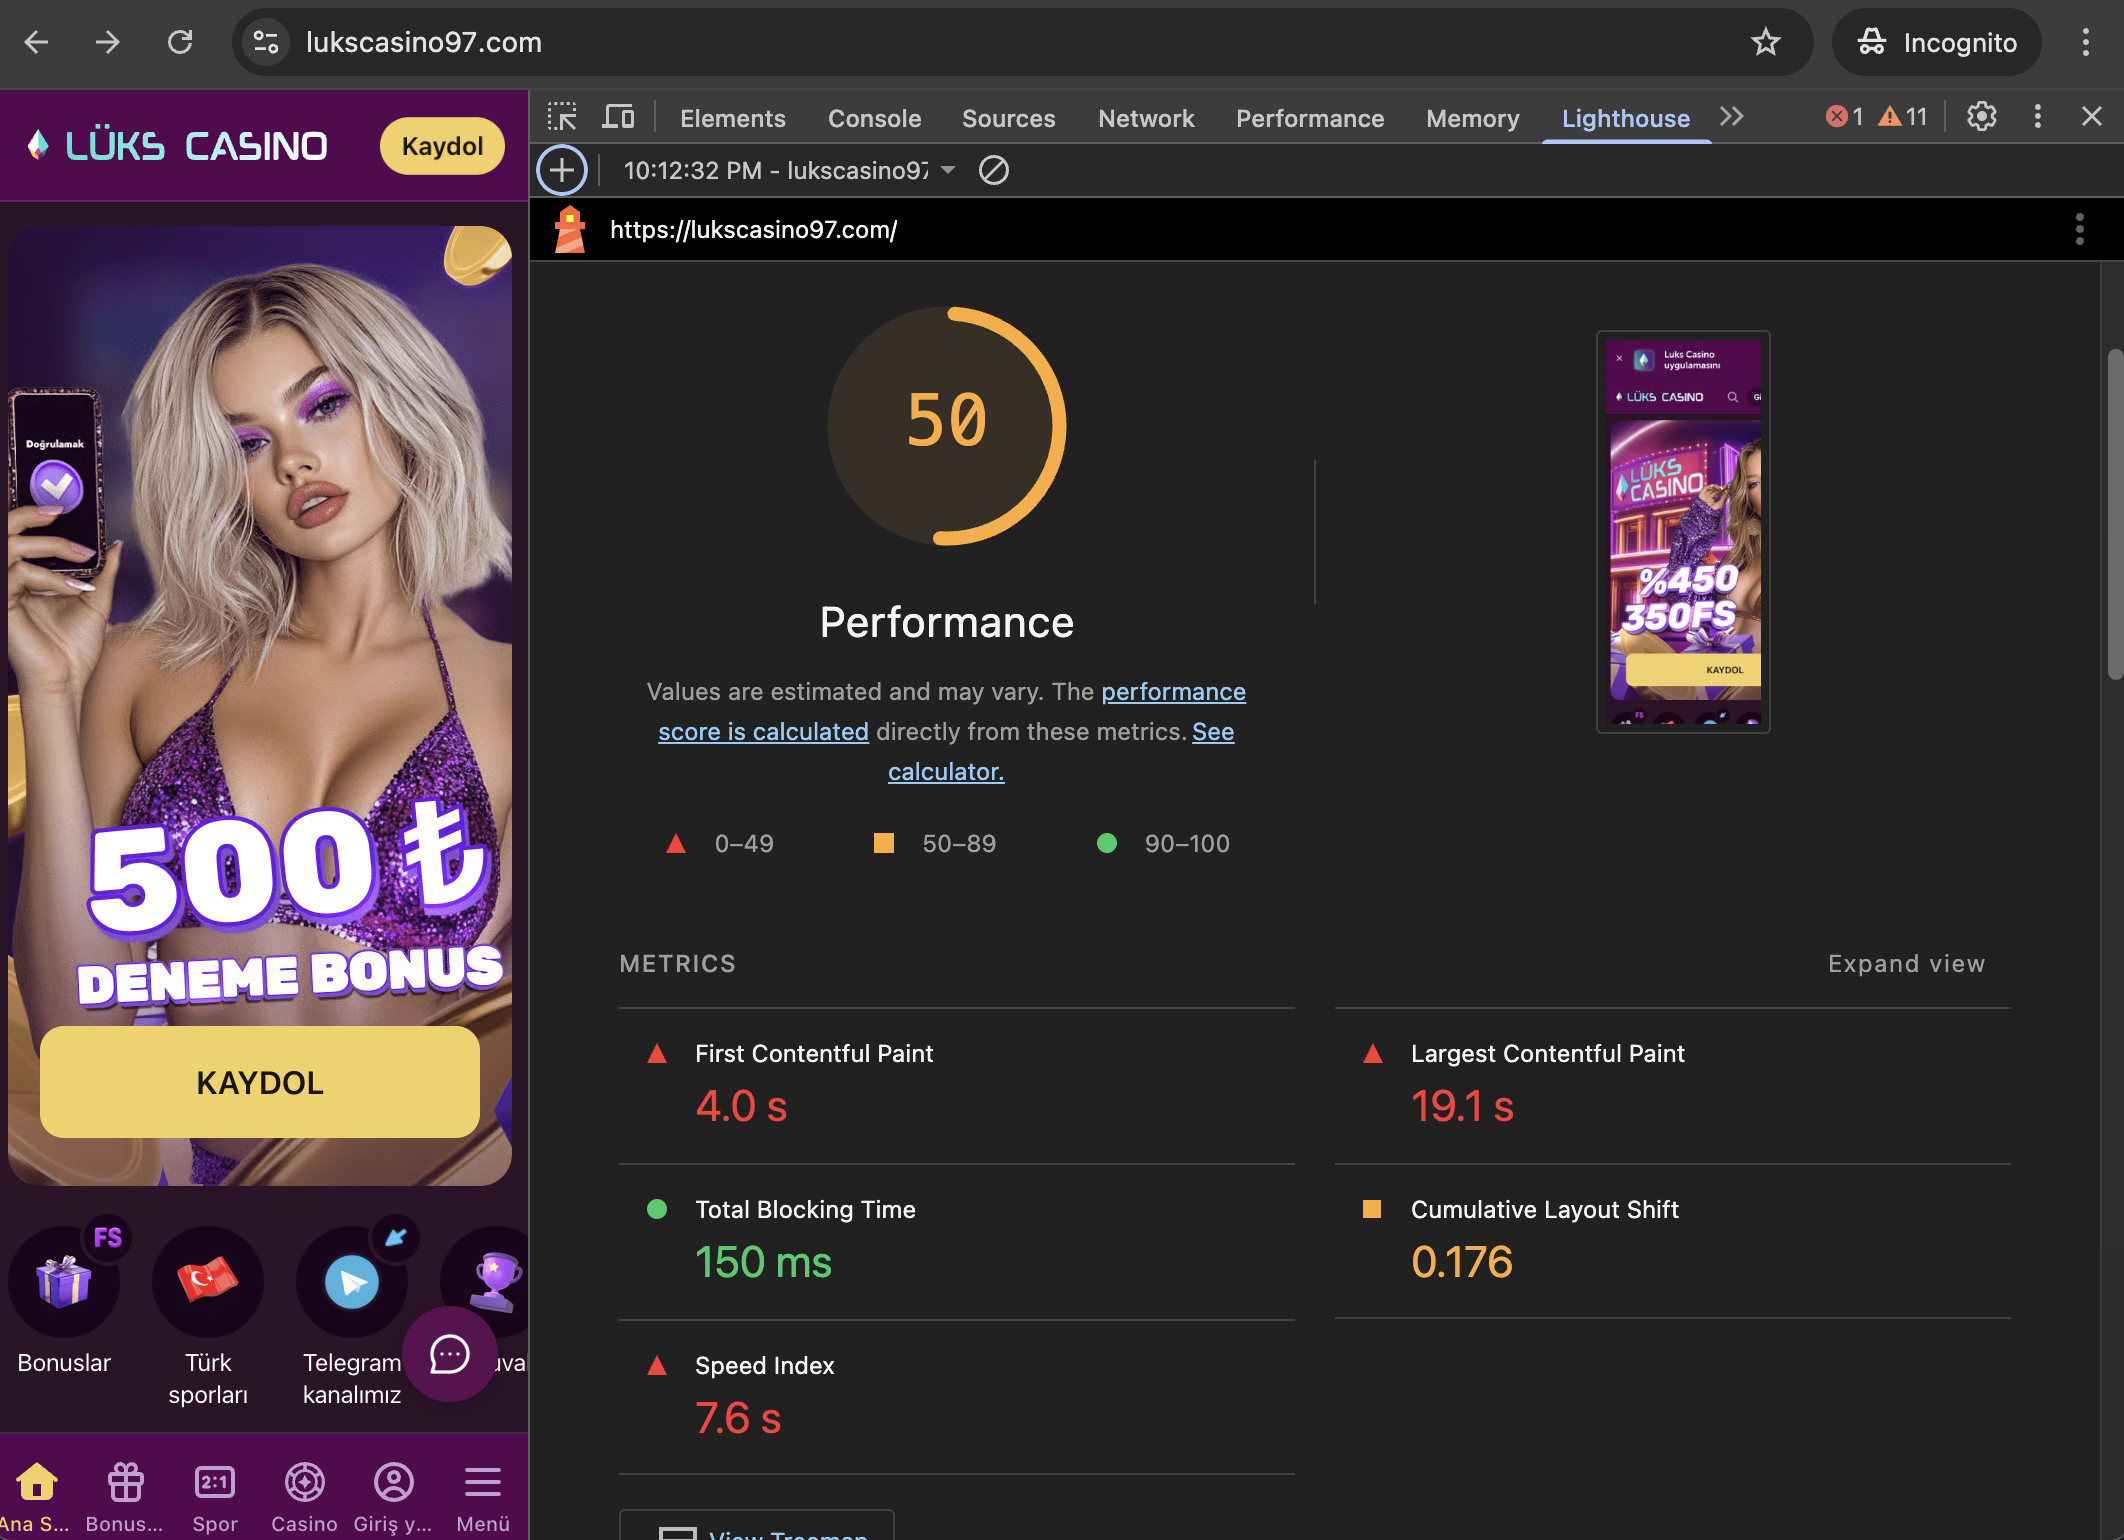 lukscasino97.com
Incognito
LÜKS CASINO
Kaydol
Doğrulamak
500 ₺
DENEME BONUS
KAYDOL
FS
Bonuslar
Türk
sporları
Telegram
kanalımız
Ana S...
Bonus...
2:1
Spor
Casino
Giriş y...
Menü
Elements
Console
Sources
Network
Performance
Memory
Lighthouse
1
11
10:12:32 PM - lukscasino97
https://lukscasino97.com/
50
Performance
Values are estimated and may vary. The performance
score is calculated directly from these metrics. See
calculator.
0–49
50–89
90–100
Luks Casino
uygulamasını
LÜKS CASINO
LÜKS
CASINO
%450
350FS
KAYDOL
FS
METRICS
Expand view
First Contentful Paint
4.0 s
Largest Contentful Paint
19.1 s
Total Blocking Time
150 ms
Cumulative Layout Shift
0.176
Speed Index
7.6 s
View Treemap